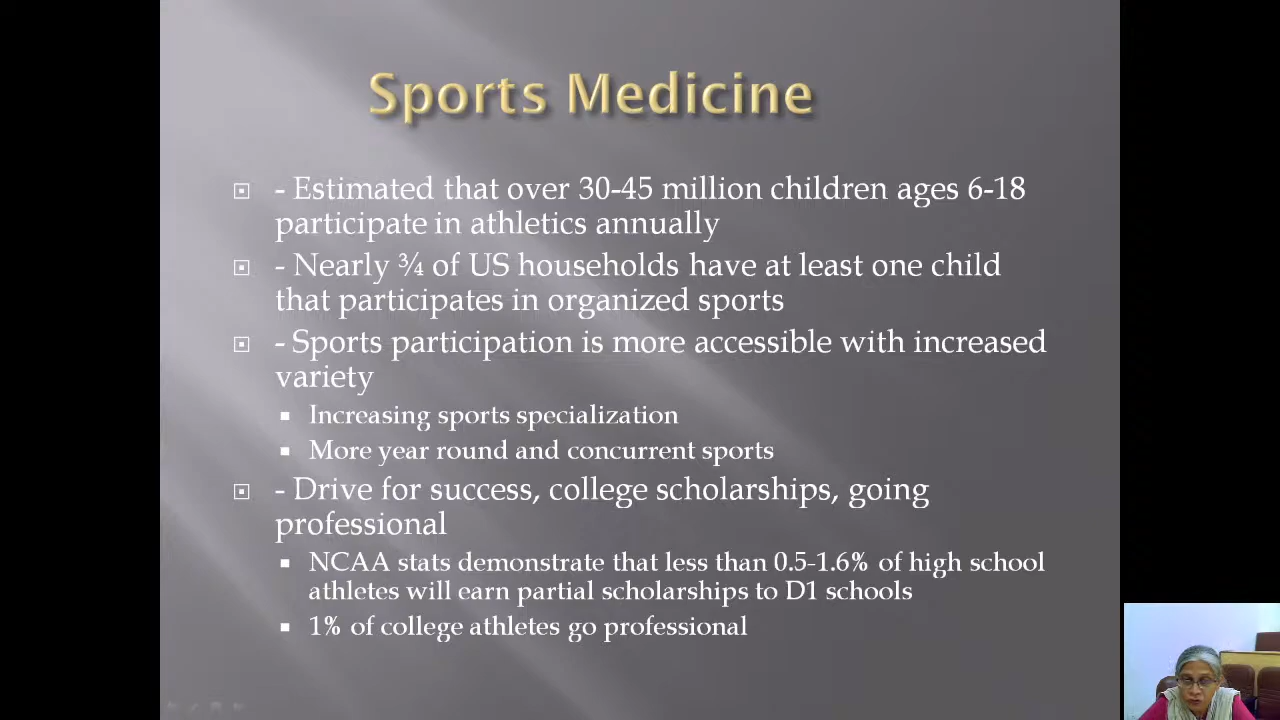 Sports Medicine
- Estimated that over 30-45 million children ages 6-18
participate in athletics annually
- Nearly ¾ of US households have at least one child
that participates in organized sports
- Sports participation is more accessible with increased
variety
Increasing sports specialization
More year round and concurrent sports
- Drive for success, college scholarships, going
professional
NCAA stats demonstrate that less than 0.5-1.6% of high school
athletes will earn partial scholarships to D1 schools
1% of college athletes go professional